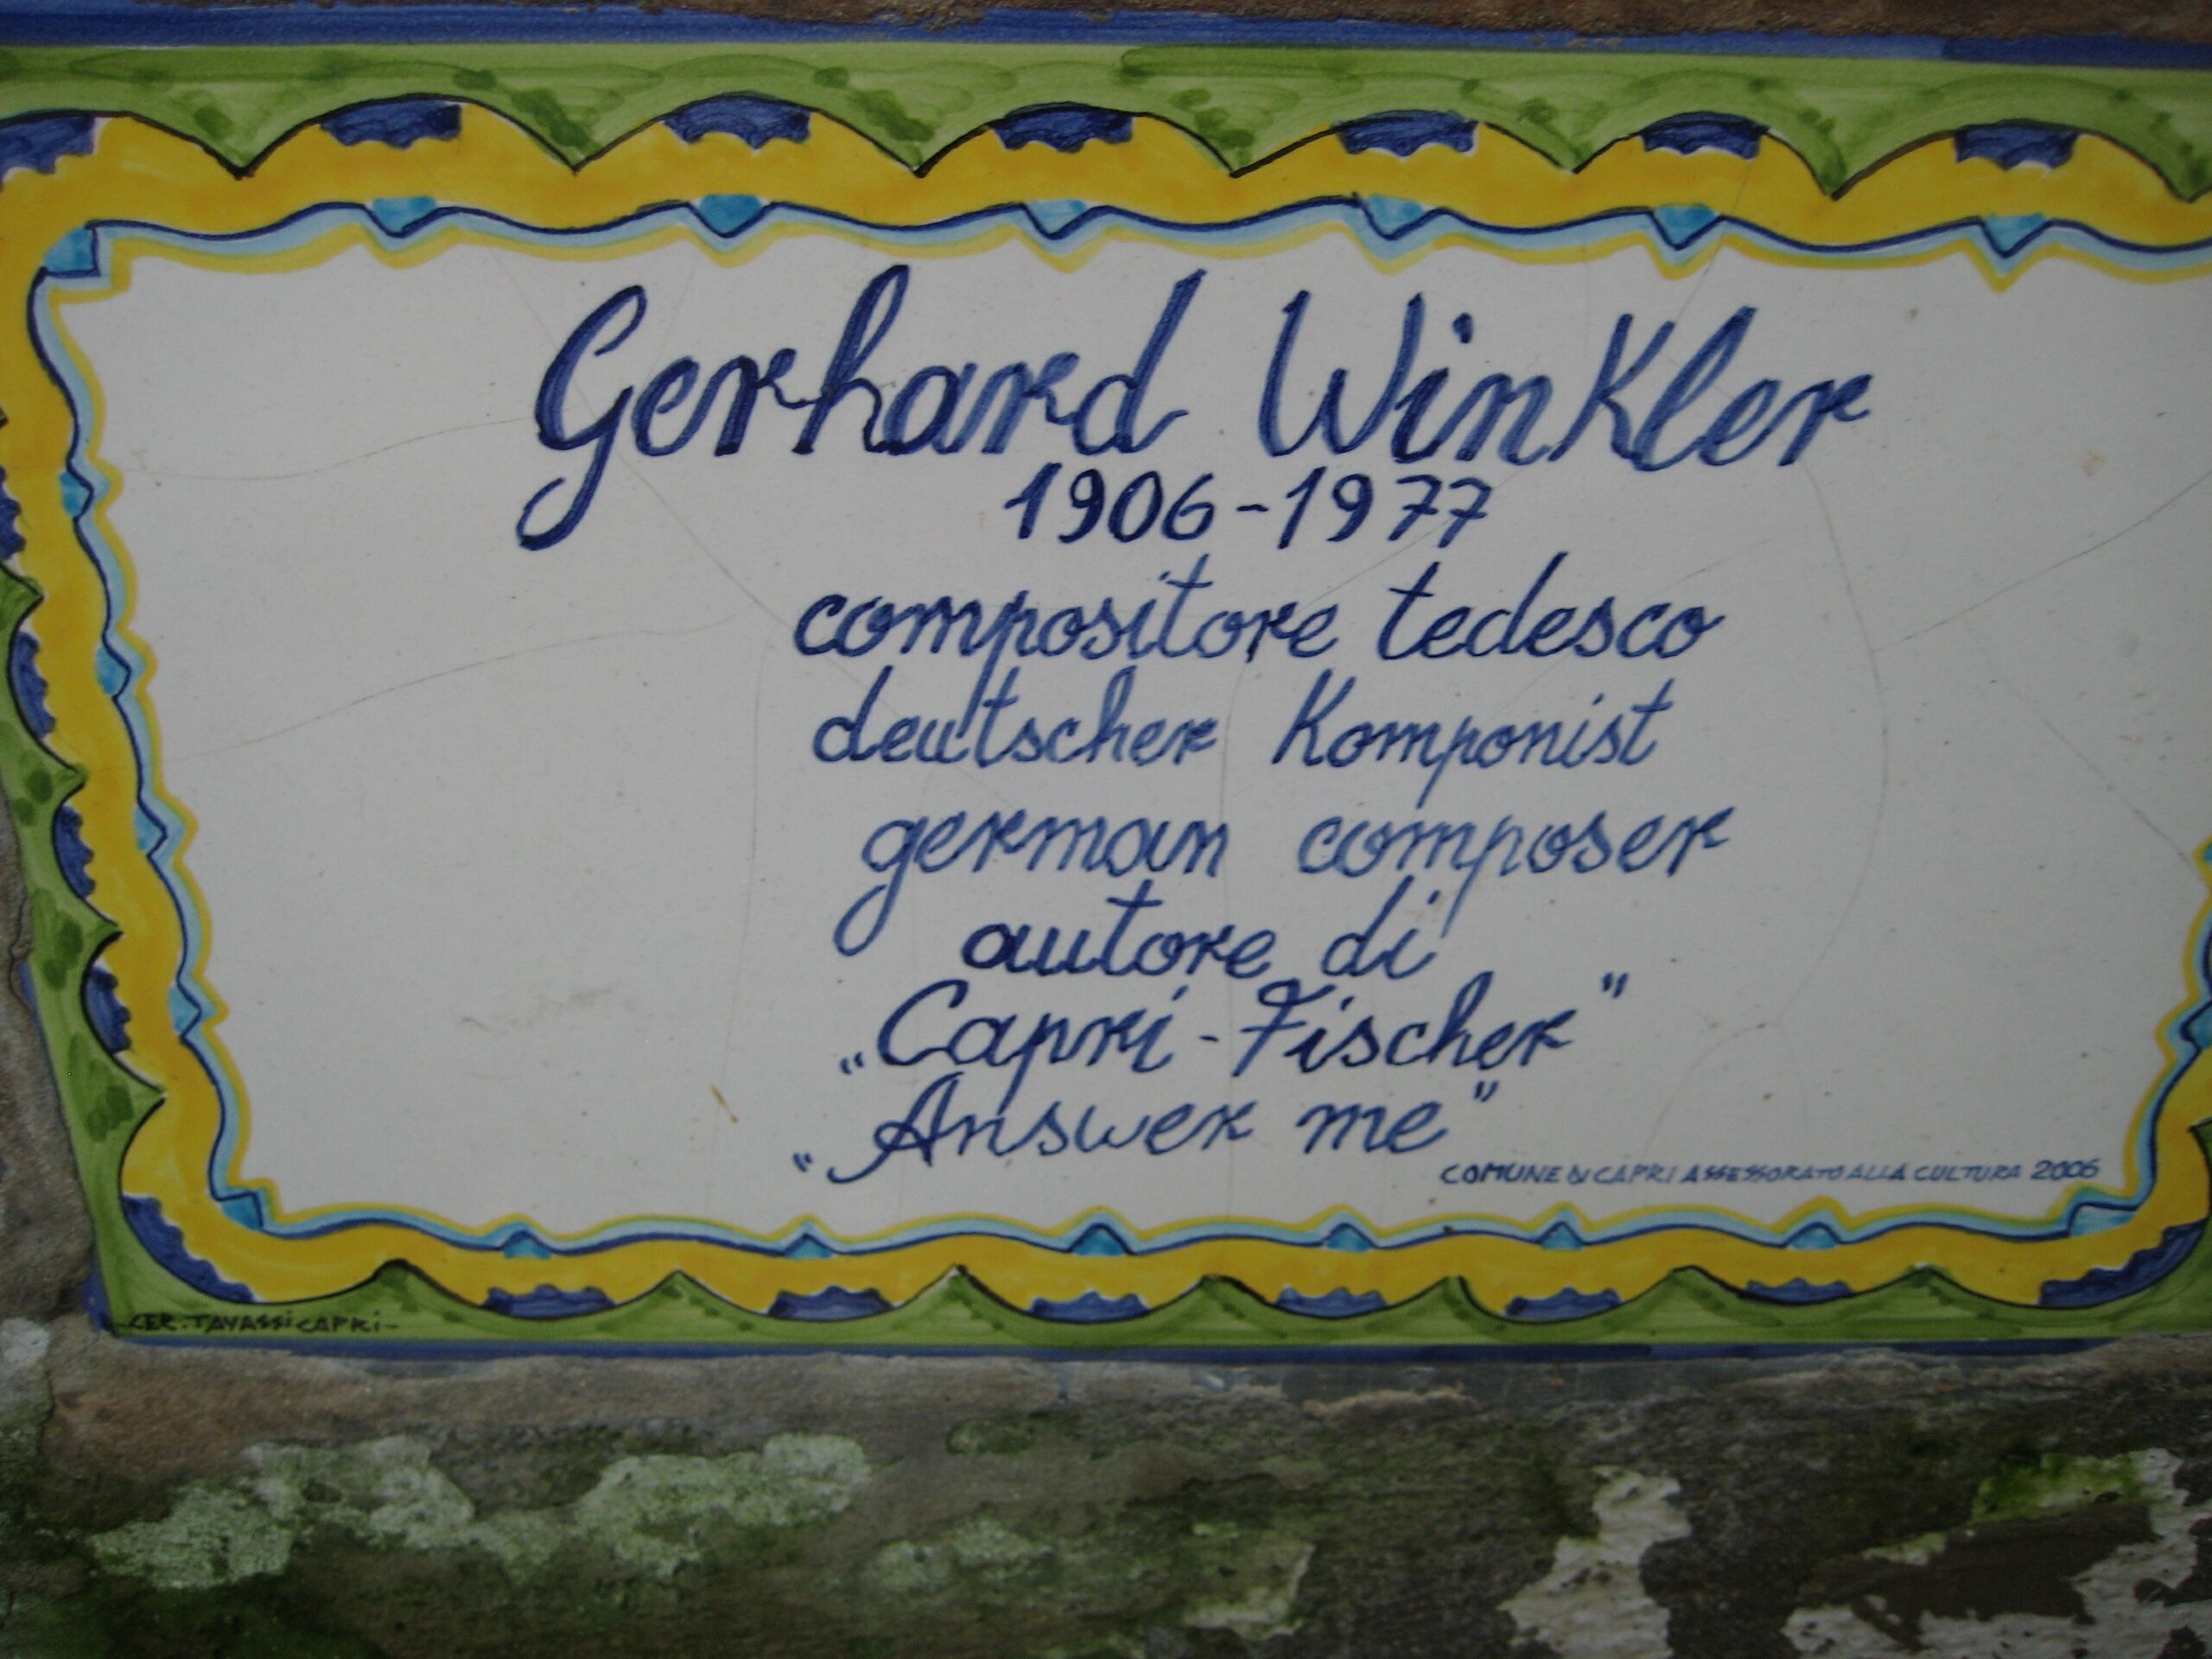 Gerhard Winkler
1906-1977
compositore tedesco
deutscher Komponist
german composer
autore di
„Capri-Fischer"
„Answer me"
COMUNE di CAPRI ASSESSORATO ALLA CULTURA 2006
CER. TAVASSI CAPRI